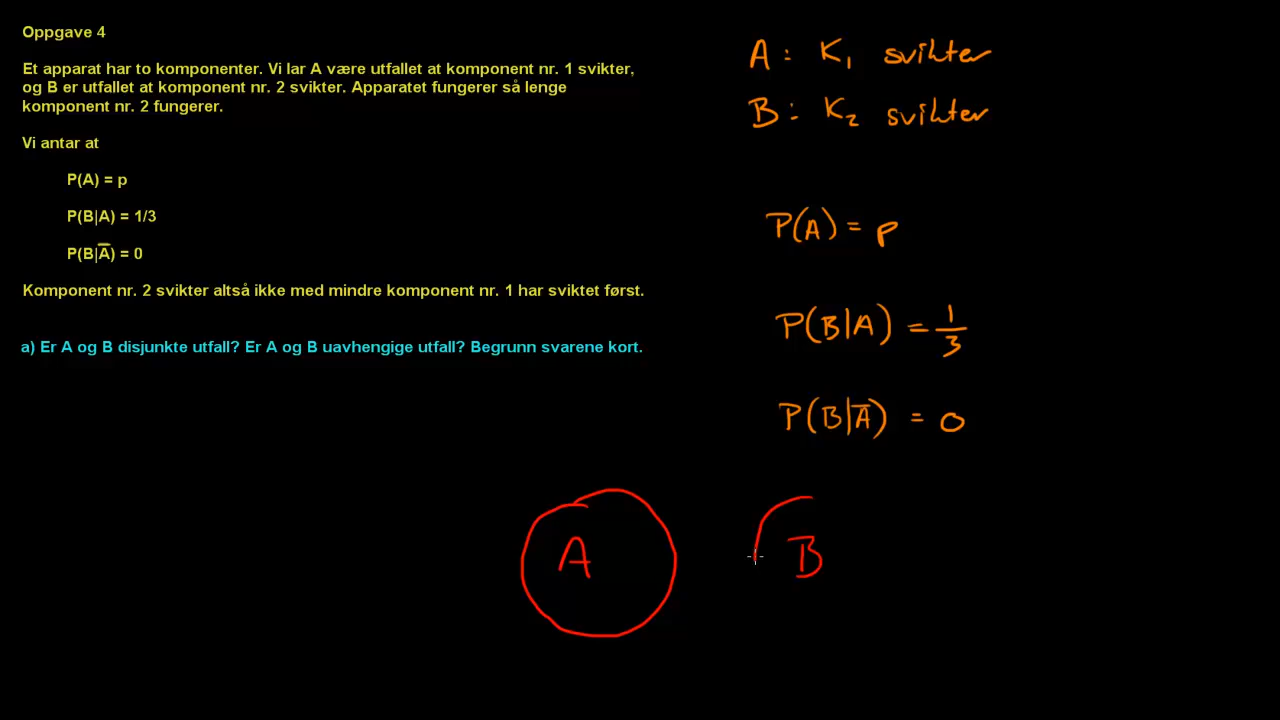 Oppgave 4
Et apparat har to komponenter. Vi lar A være utfallet at komponent nr. 1 svikter,
og B er utfallet at komponent nr. 2 svikter. Apparatet fungerer så lenge
komponent nr. 2 fungerer.
Vi antar at
P(A) = p
P(B|A) = 1/3
P(B|A̅) = 0
Komponent nr. 2 svikter altså ikke med mindre komponent nr. 1 har sviktet først.
a) Er A og B disjunkte utfall? Er A og B uavhengige utfall? Begrunn svarene kort.
A : K₁ svikter
B : K₂ svikter
P(A) = p
P(B|A) = 1/3
P(B|A̅) = 0
A B